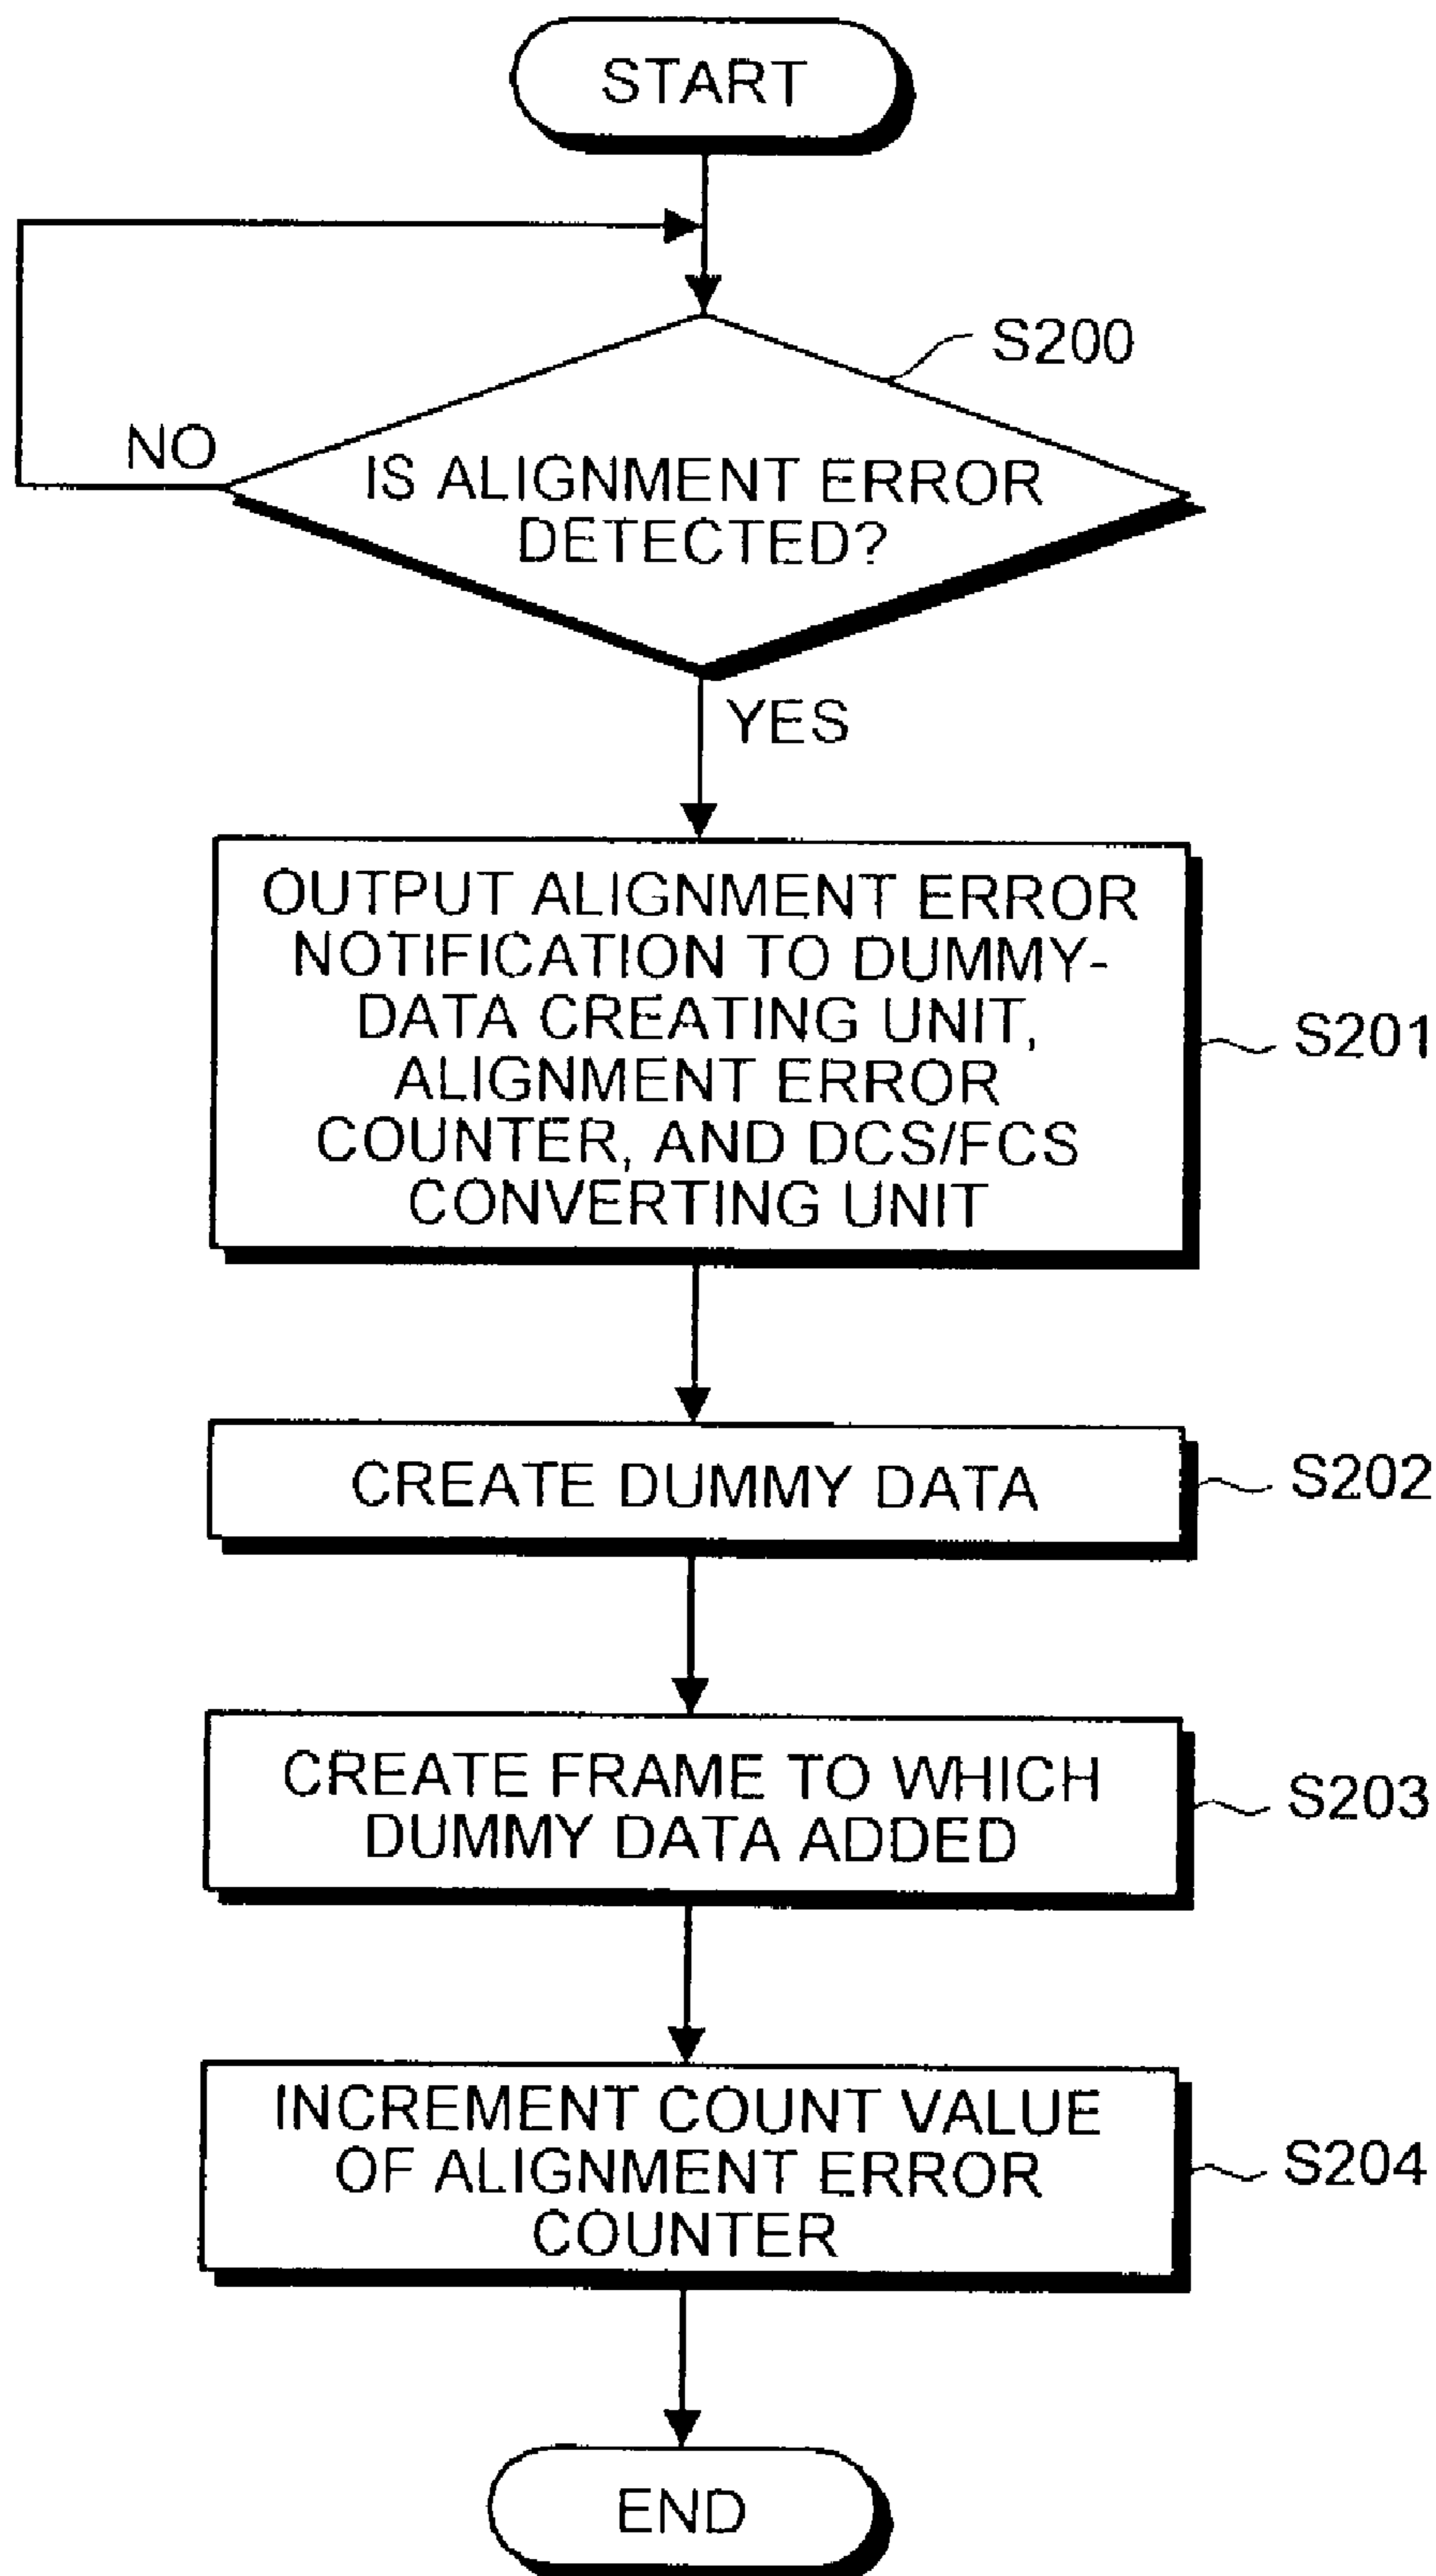 START
S200
NO
IS ALIGNMENT ERROR
DETECTED?
YES
OUTPUT ALIGNMENT ERROR
NOTIFICATION TO DUMMY-
DATA CREATING UNIT,
ALIGNMENT ERROR
COUNTER, AND DCS/FCS
CONVERTING UNIT
S201
CREATE DUMMY DATA
S202
CREATE FRAME TO WHICH
DUMMY DATA ADDED
S203
INCREMENT COUNT VALUE
OF ALIGNMENT ERROR
COUNTER
S204
END